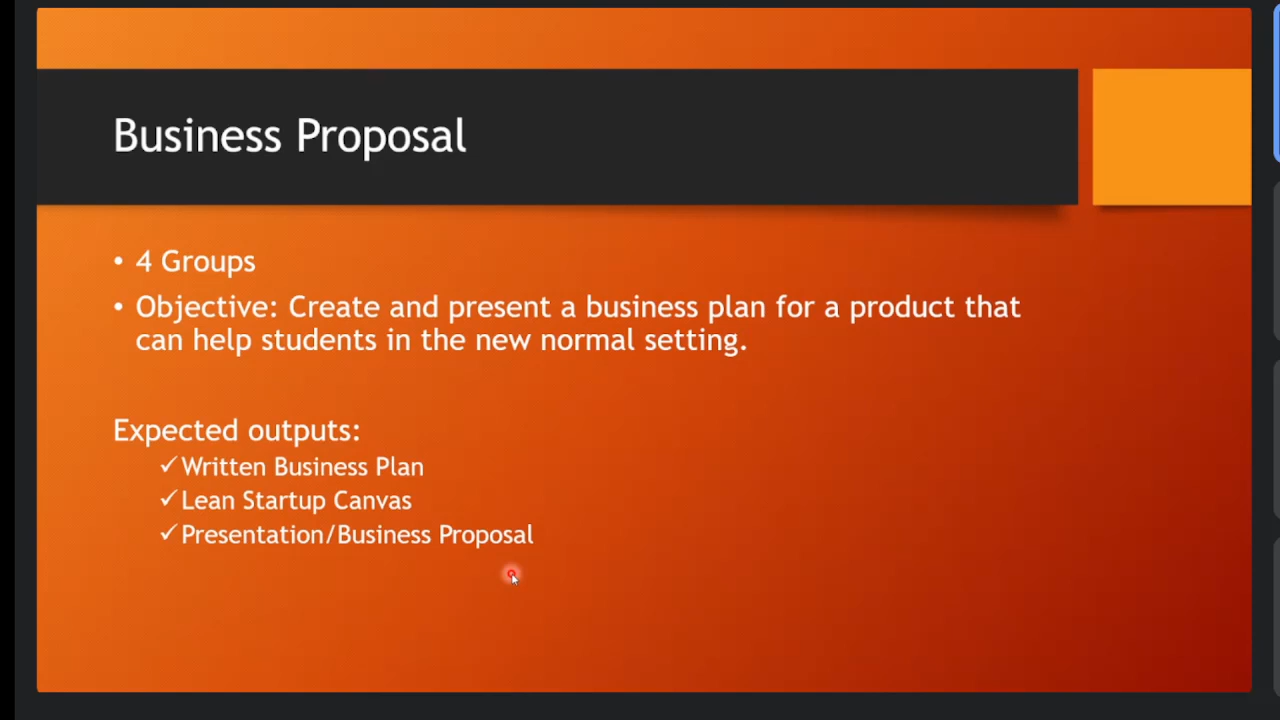 Business Proposal
• 4 Groups
• Objective: Create and present a business plan for a product that
can help students in the new normal setting.
Expected outputs:
✓Written Business Plan
✓Lean Startup Canvas
✓Presentation/Business Proposal